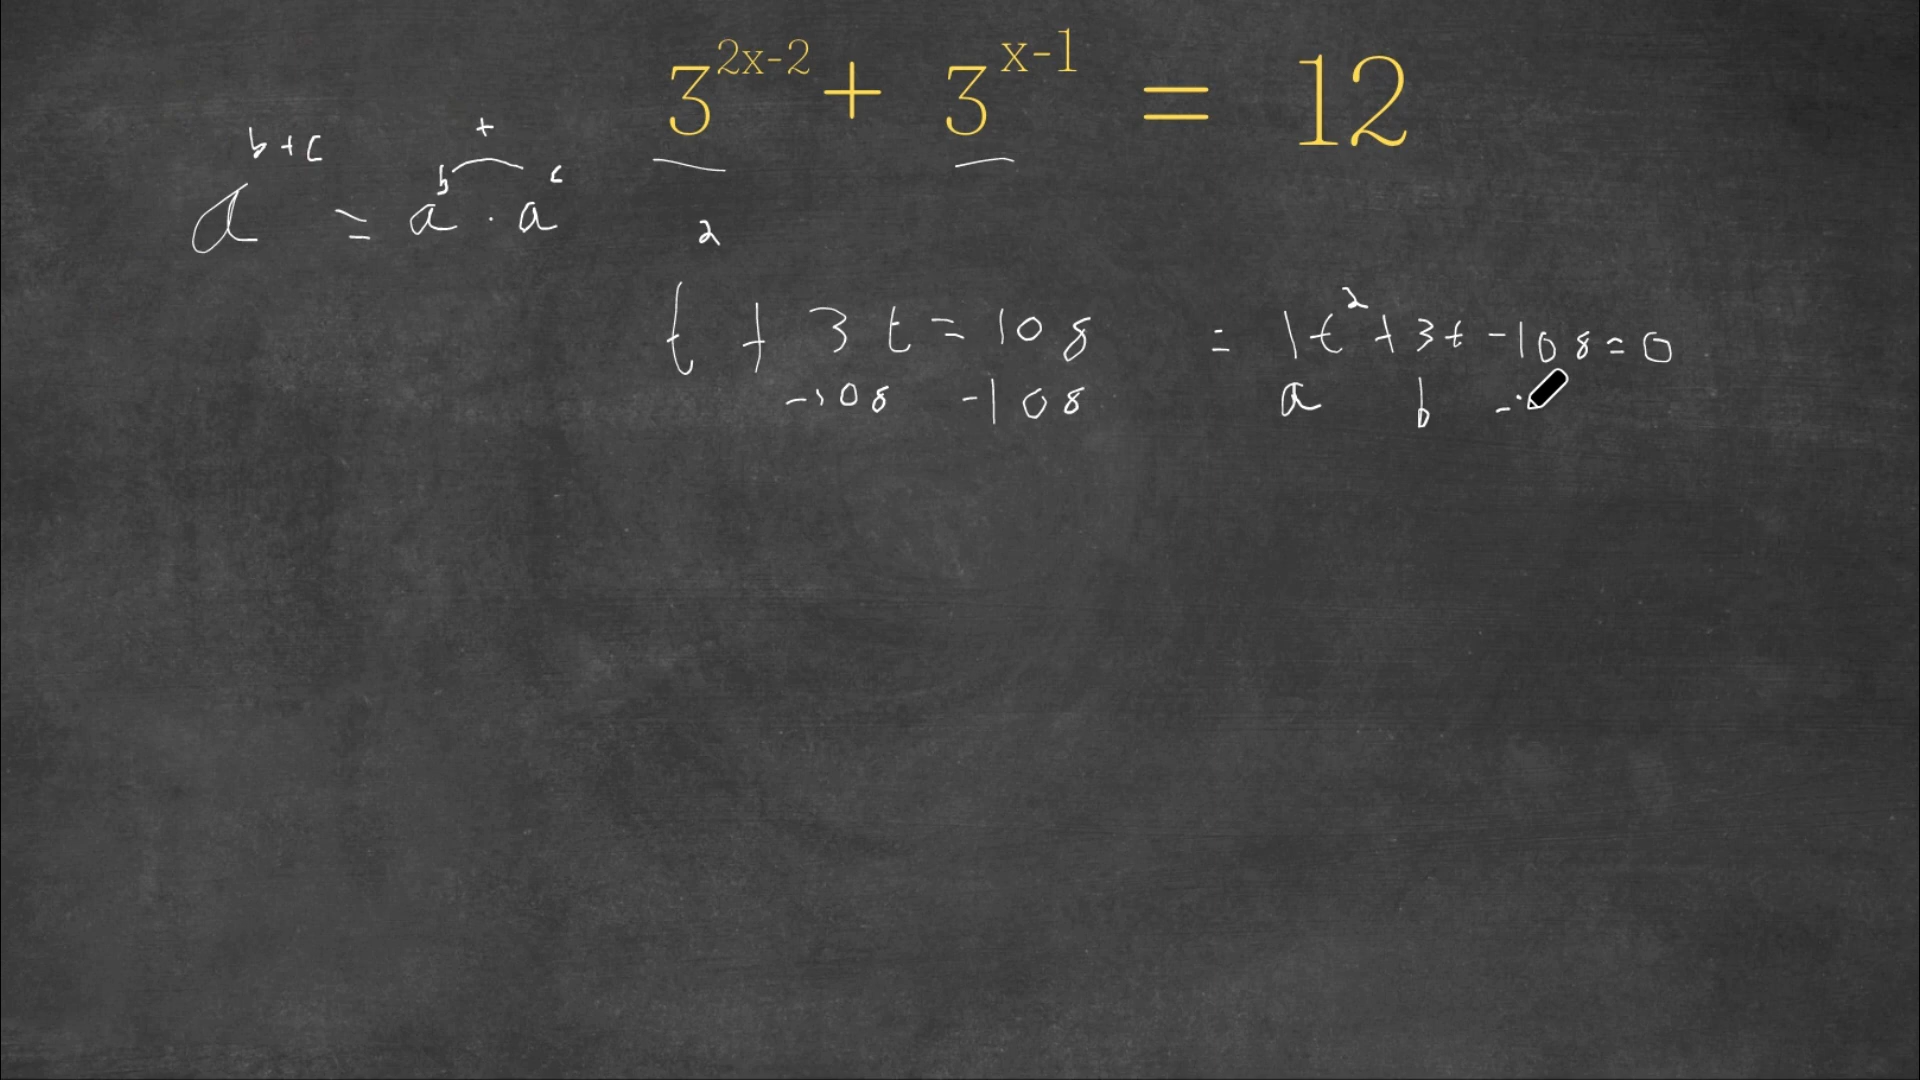 3^{2x-2} + 3^{x-1} = 12
a^{b+c} = a^b · a^c
+
t^2 + 3t = 108 = 1t^2 + 3t - 108 = 0
-108 -108 a b -